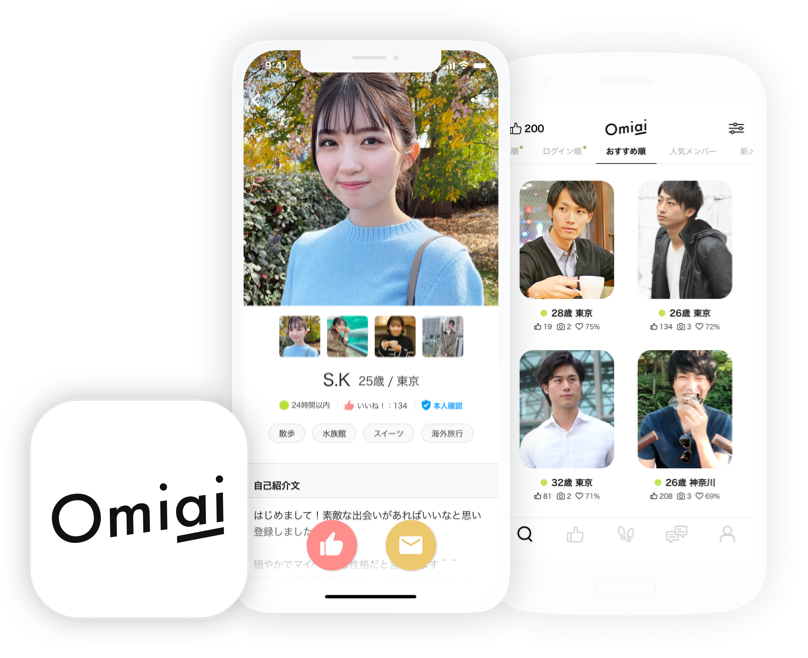 Omiai
9:41
S.K 25歳 / 東京
24時間以内 いいね！：134 本人確認
散歩 水族館 スイーツ 海外旅行
自己紹介文
はじめまして！素敵な出会いがあればいいなと思い
登録しました
穏やかでマイペ
性格だと
ます＾＾
200
Omiai
順 ログイン順 おすすめ順 人気メンバー 新
28歳 東京
19 2 75%
26歳 東京
134 3 72%
32歳 東京
81 2 71%
26歳 神奈川
208 3 69%